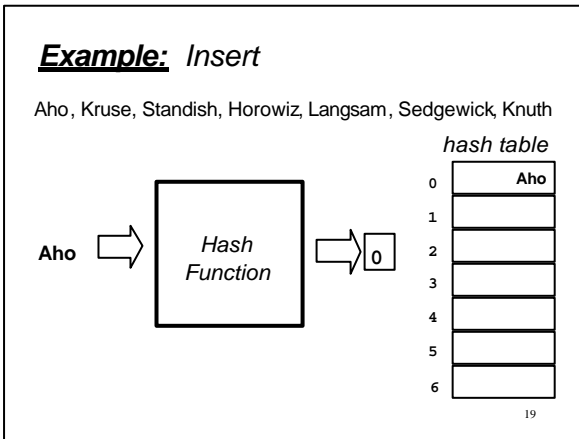 Example: Insert
Aho, Kruse, Standish, Horowiz, Langsam, Sedgewick, Knuth
hash table
0 Aho
1
Aho Hash Function 0
2
3
4
5
6
19